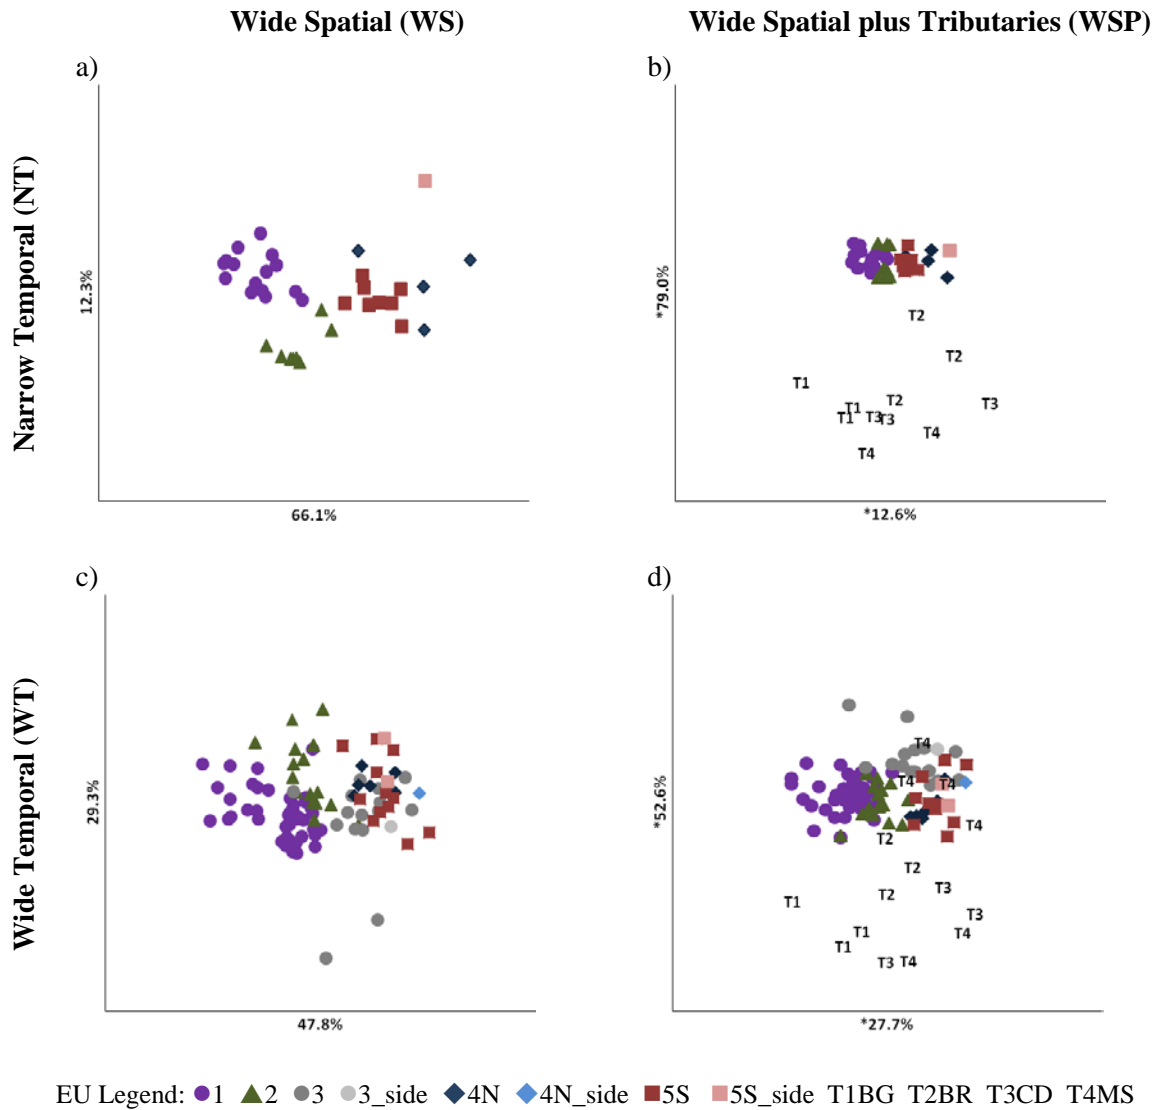 Wide Spatial (WS)
Wide Spatial plus Tributaries (WSP)
Narrow Temporal (NT)
a)
12.3%
66.1%
b)
*79.0%
T2
T2
T1
T2
T3
T1
T1
T3
T3
T4
T4
*12.6%
Wide Temporal (WT)
c)
29.3%
47.8%
d)
*52.6%
T4
T4
T4
T4
T2
T2
T3
T2
T1
T3
T1
T4
T1
T3
T4
*27.7%
EU Legend: 1 2 3 3_side 4N 4N_side 5S 5S_side T1BG T2BR T3CD T4MS